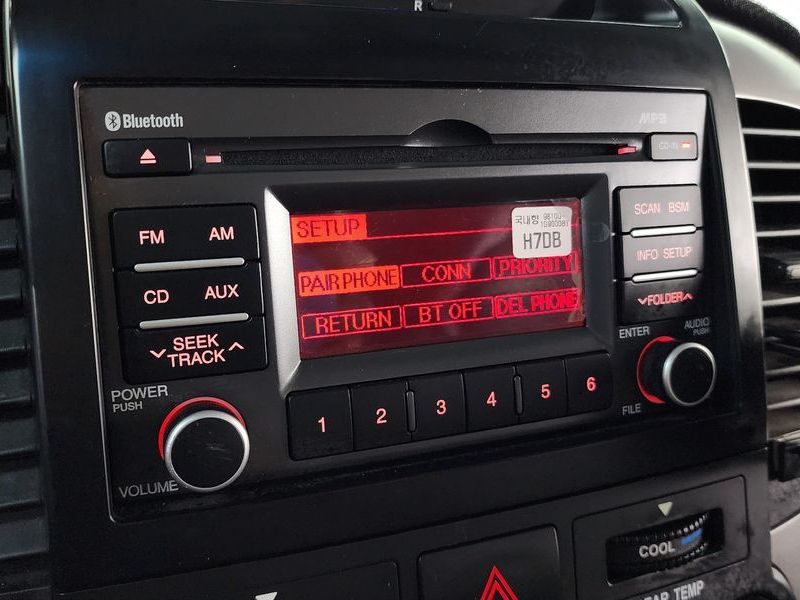 R
Bluetooth
MP3
CD-IN
FM AM
CD AUX
SEEK
TRACK
POWER
PUSH
VOLUME
SETUP
국내향
H7DB
PAIR PHONE CONN PRIORITY
RETURN BT OFF DEL PHONE
1 2 3 4 5 6
SCAN BSM
INFO SETUP
FOLDER
ENTER
AUDIO
PUSH
FILE
COOL
REAR TEMP